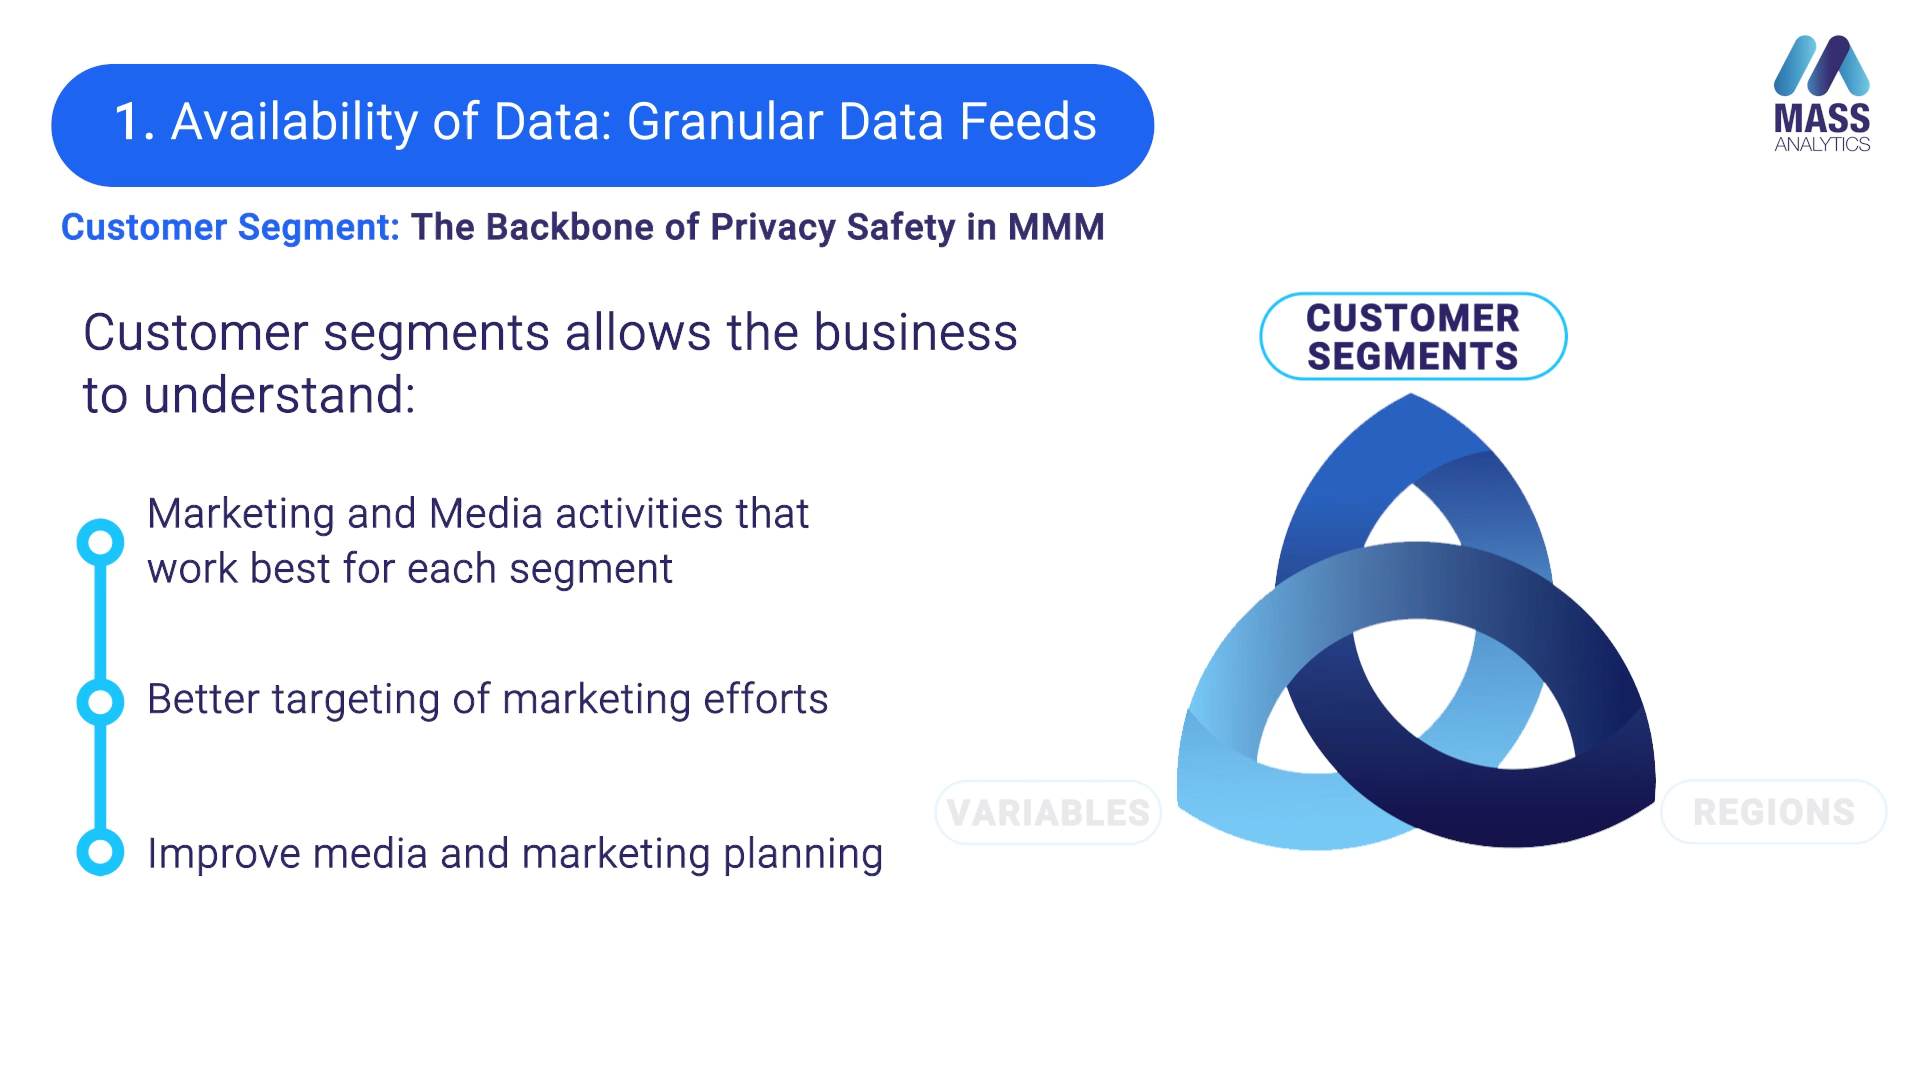 1. Availability of Data: Granular Data Feeds
MASS
ANALYTICS
Customer Segment: The Backbone of Privacy Safety in MMM
Customer segments allows the business
to understand:
Marketing and Media activities that
work best for each segment
Better targeting of marketing efforts
Improve media and marketing planning
CUSTOMER
SEGMENTS
VARIABLES
REGIONS